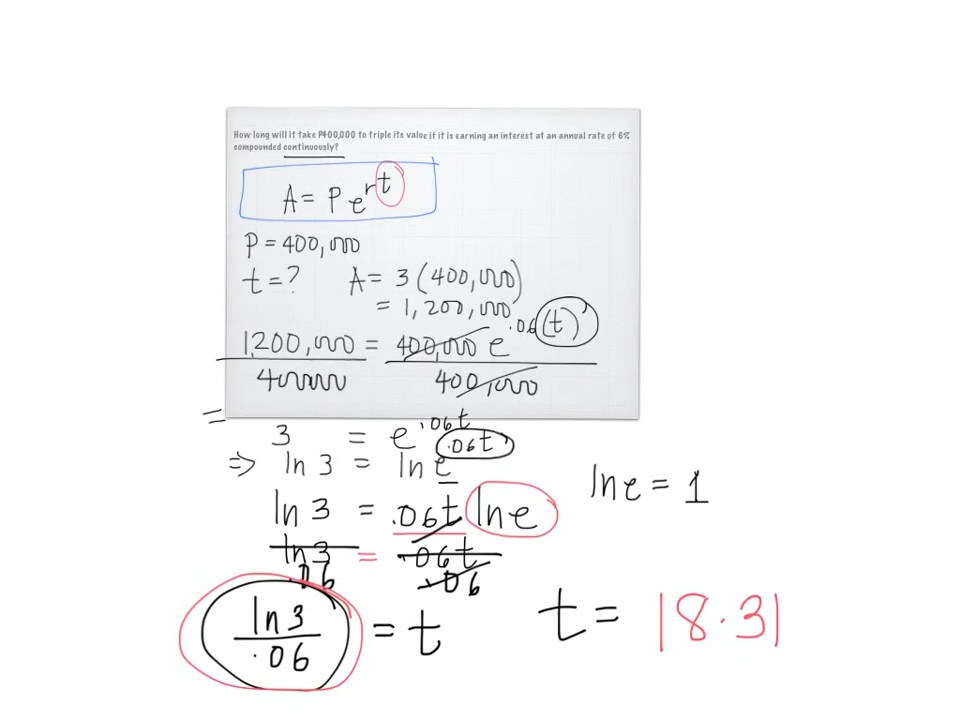 How long will it take ₱400,000 to triple its value if it is earning an interest at an annual rate of 6%
compounded continuously?
A = P e^rt
P = 400,000
t = ? A = 3 (400,000)
= 1,200,000
1,200,000 = 400,000 e^.06(t)
400000 400,000
=
3 = e^.06t
⇒ ln 3 = ln e^.06t
ln e = 1
ln 3 = .06t ln e
ln 3 = .06t
.06 .06
ln 3 = t
.06
t = 18.31